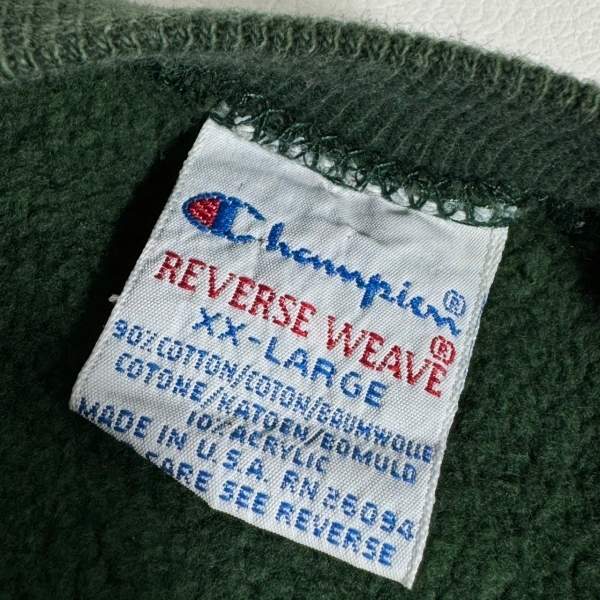 Champion®
REVERSE WEAVE®
XX-LARGE
90% COTTON/COTON/BAUMWOLLE
COTONE/KATOEN/BOMULD
10% ACRYLIC
MADE IN U.S.A. RN 26094
CARE SEE REVERSE